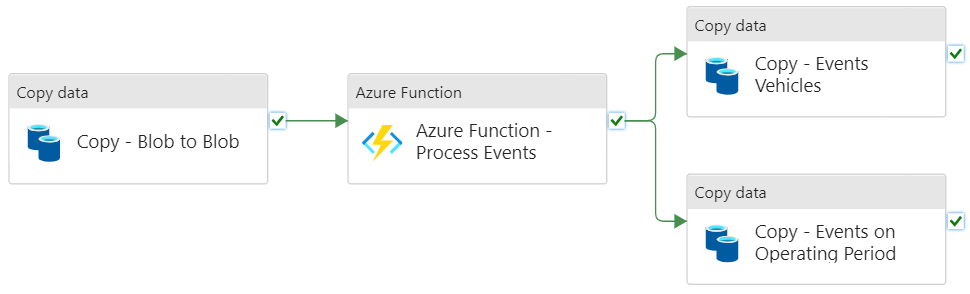 Copy data
Copy - Blob to Blob
Azure Function
Azure Function -
Process Events
Copy data
Copy - Events
Vehicles
Copy data
Copy - Events on
Operating Period